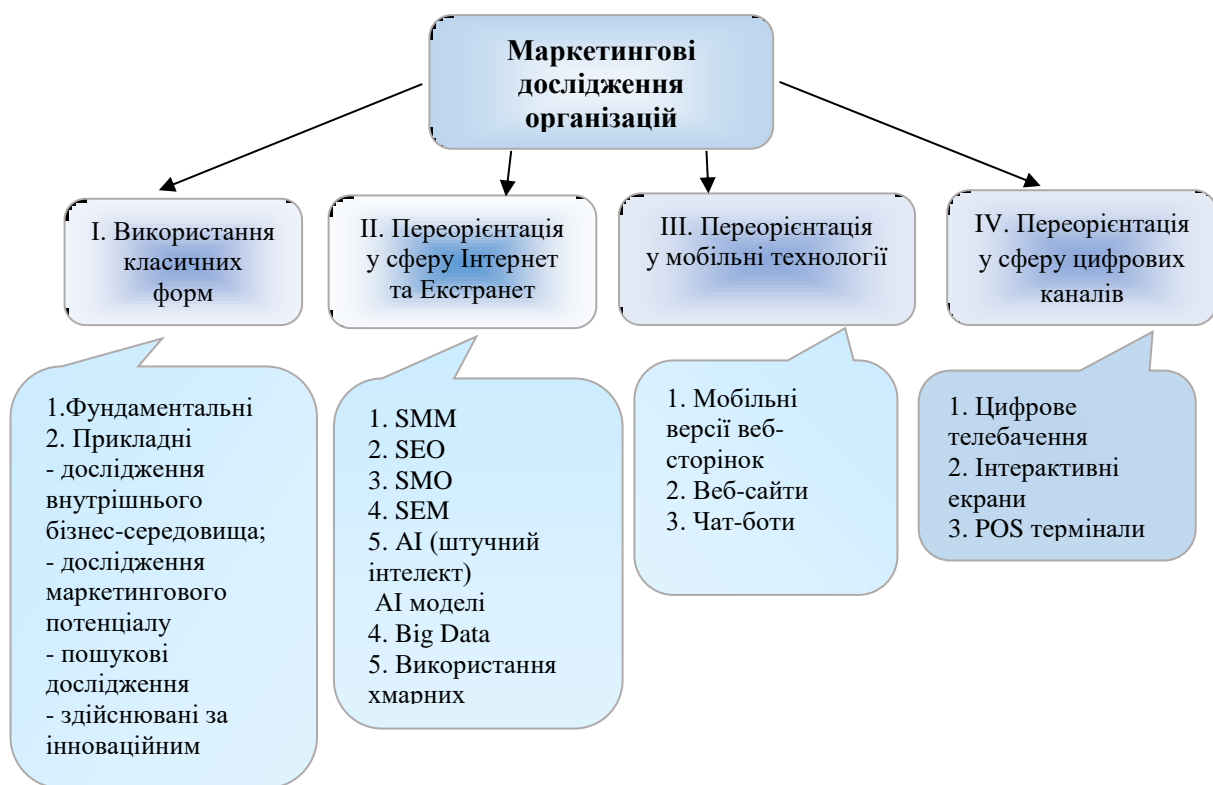 Маркетингові
дослідження
організацій
І. Використання
класичних
форм
ІІ. Переорієнтація
у сферу Інтернет
та Екстранет
ІІІ. Переорієнтація
у мобільні технології
IV. Переорієнтація
у сферу цифрових
каналів
1.Фундаментальні
2. Прикладні
- дослідження
внутрішнього
бізнес-середовища;
- дослідження
маркетингового
потенціалу
- пошукові
дослідження
- здійснювані за
інноваційним
1. SMM
2. SEO
3. SMO
4. SEM
5. AI (штучний
інтелект)
AI моделі
4. Big Data
5. Використання
хмарних
1. Мобільні
версії веб-
сторінок
2. Веб-сайти
3. Чат-боти
1. Цифрове
телебачення
2. Інтерактивні
екрани
3. POS термінали